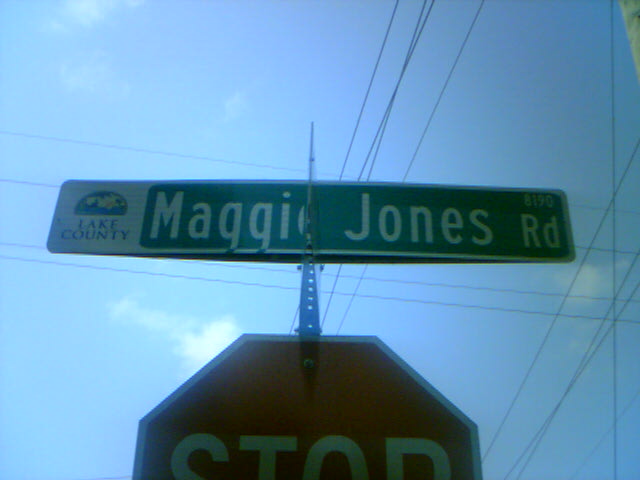 LAKE
COUNTY
Maggie Jones Rd
8190
STOP